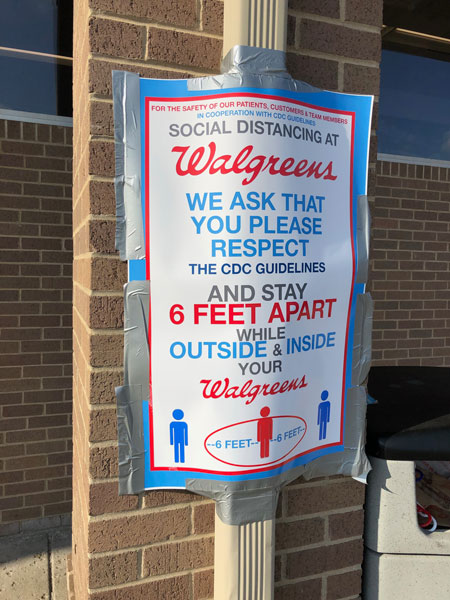 FOR THE SAFETY OF OUR PATIENTS, CUSTOMERS & TEAM MEMBERS
IN COOPERATION WITH CDC GUIDELINES
SOCIAL DISTANCING AT
Walgreens
WE ASK THAT
YOU PLEASE
RESPECT
THE CDC GUIDELINES
AND STAY
6 FEET APART
WHILE
OUTSIDE & INSIDE
YOUR
Walgreens
--6 FEET-- --6 FEET--